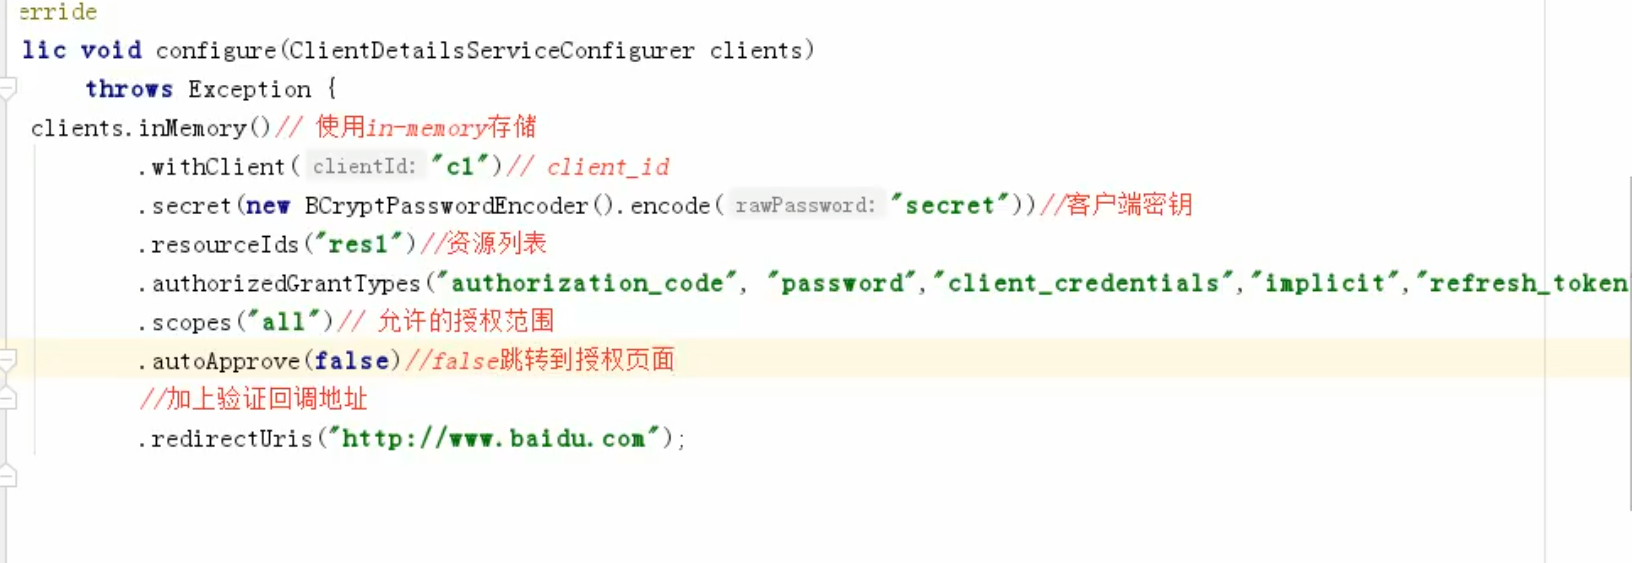 erride
lic void configure(ClientDetailsServiceConfigurer clients)
throws Exception {
clients.inMemory()// 使用in-memory存储
.withClient( clientId: "c1")// client_id
.secret(new BCryptPasswordEncoder().encode( rawPassword: "secret"))//客户端密钥
.resourceIds("res1")//资源列表
.authorizedGrantTypes("authorization_code", "password","client_credentials","implicit","refresh_token
.scopes("all")// 允许的授权范围
.autoApprove(false)//false跳转到授权页面
//加上验证回调地址
.redirectUris("http://www.baidu.com");